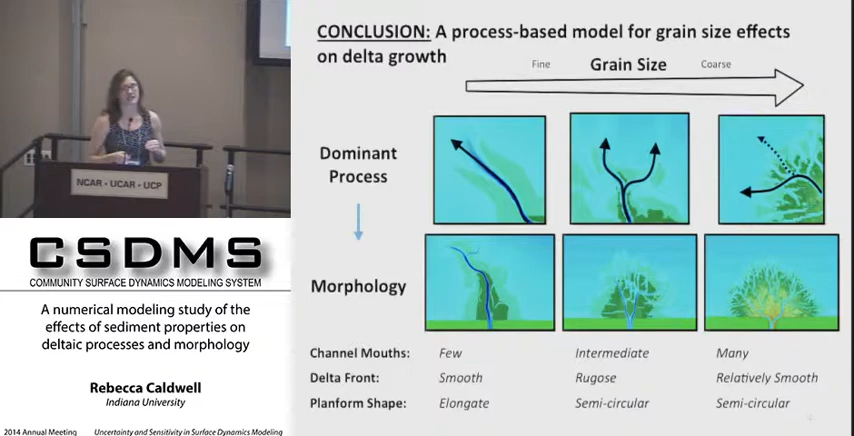 NCAR • UCAR • UCP
CSDMS
COMMUNITY SURFACE DYNAMICS MODELING SYSTEM
A numerical modeling study of the
effects of sediment properties on
deltaic processes and morphology
Rebecca Caldwell
Indiana University
2014 Annual Meeting Uncertainty and Sensitivity in Surface Dynamics Modeling
CONCLUSION: A process-based model for grain size effects
on delta growth
Fine Grain Size Coarse
Dominant
Process
Morphology
Channel Mouths: Few Intermediate Many
Delta Front: Smooth Rugose Relatively Smooth
Planform Shape: Elongate Semi-circular Semi-circular